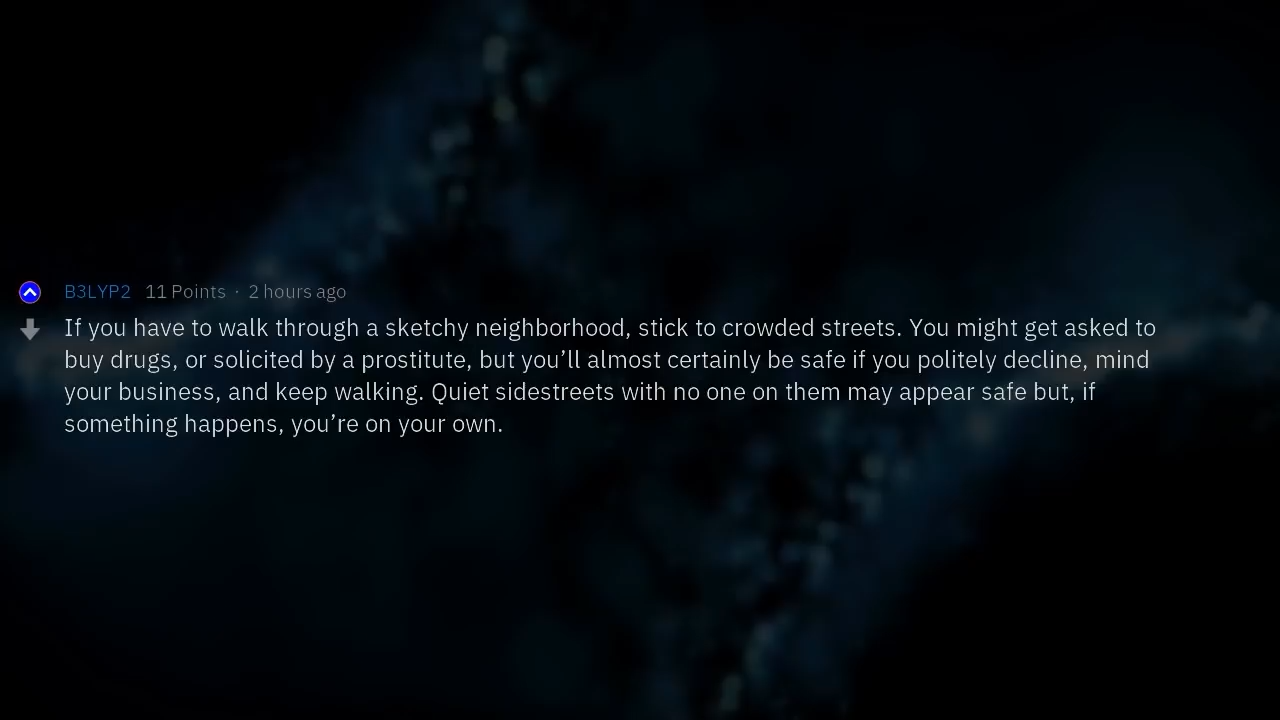 B3LYP2 11 Points · 2 hours ago
If you have to walk through a sketchy neighborhood, stick to crowded streets. You might get asked to
buy drugs, or solicited by a prostitute, but you’ll almost certainly be safe if you politely decline, mind
your business, and keep walking. Quiet sidestreets with no one on them may appear safe but, if
something happens, you’re on your own.